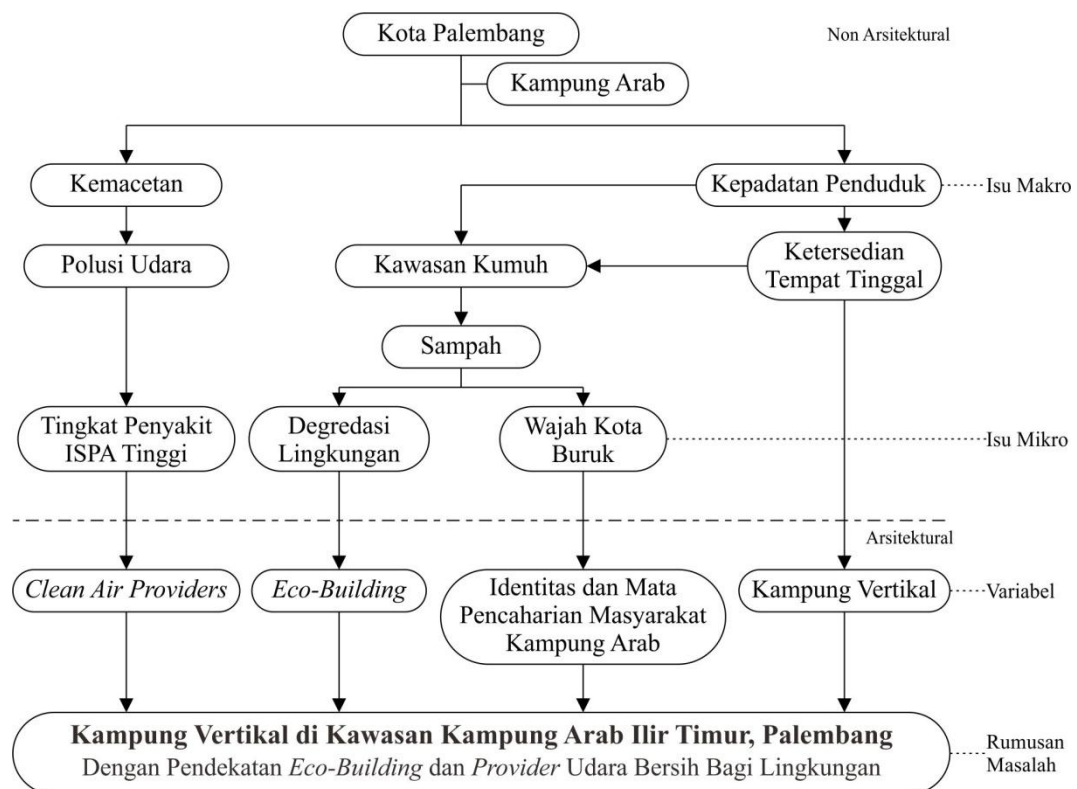 Kota Palembang
Non Arsitektural
Kampung Arab
Kemacetan
Kepadatan Penduduk
Isu Makro
Polusi Udara
Kawasan Kumuh
Ketersedian
Tempat Tinggal
Sampah
Tingkat Penyakit
ISPA Tinggi
Degredasi
Lingkungan
Wajah Kota
Buruk
Isu Mikro
Arsitektural
Clean Air Providers
Eco-Building
Identitas dan Mata
Pencaharian Masyarakat
Kampung Arab
Kampung Vertikal
Variabel
Kampung Vertikal di Kawasan Kampung Arab Ilir Timur, Palembang
Dengan Pendekatan Eco-Building dan Provider Udara Bersih Bagi Lingkungan
Rumusan
Masalah